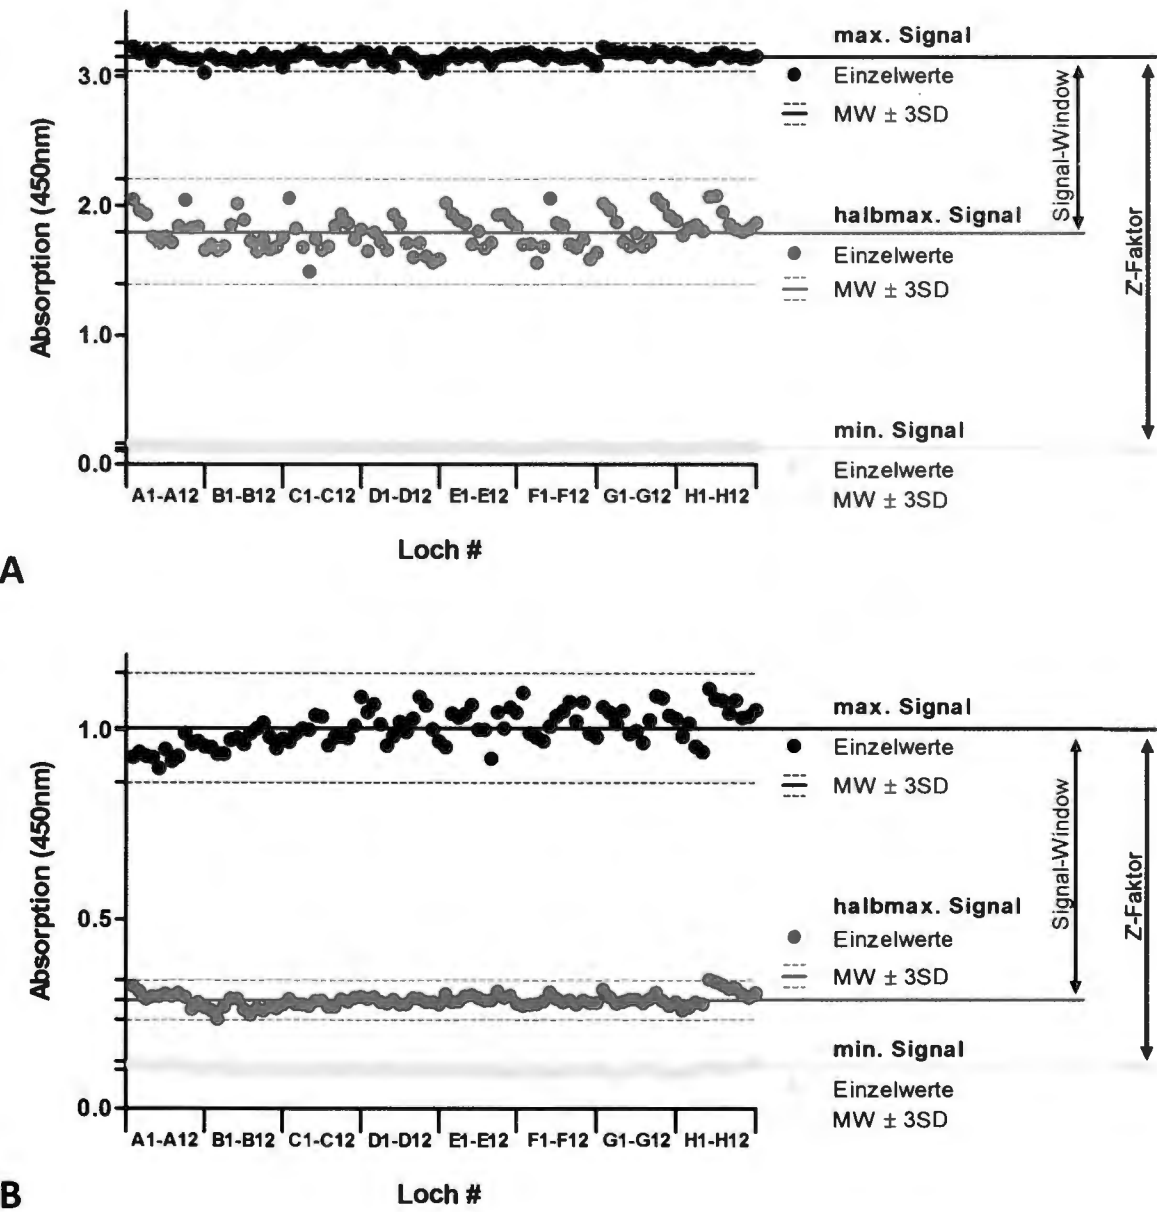 max. Signal
Einzelwerte
MW ± 3SD
halbmax. Signal
Einzelwerte
MW ± 3SD
min. Signal
Einzelwerte
MW ± 3SD
Signal-Window
Z'-Faktor
Absorption (450nm)
3.0
2.0
1.0
0.0
A1-A12 B1-B12 C1-C12 D1-D12 E1-E12 F1-F12 G1-G12 H1-H12
Loch #
A
max. Signal
Einzelwerte
MW ± 3SD
halbmax. Signal
Einzelwerte
MW ± 3SD
min. Signal
Einzelwerte
MW ± 3SD
Signal-Window
Z'-Faktor
Absorption (450nm)
1.0
0.5
0.0
A1-A12 B1-B12 C1-C12 D1-D12 E1-E12 F1-F12 G1-G12 H1-H12
Loch #
B